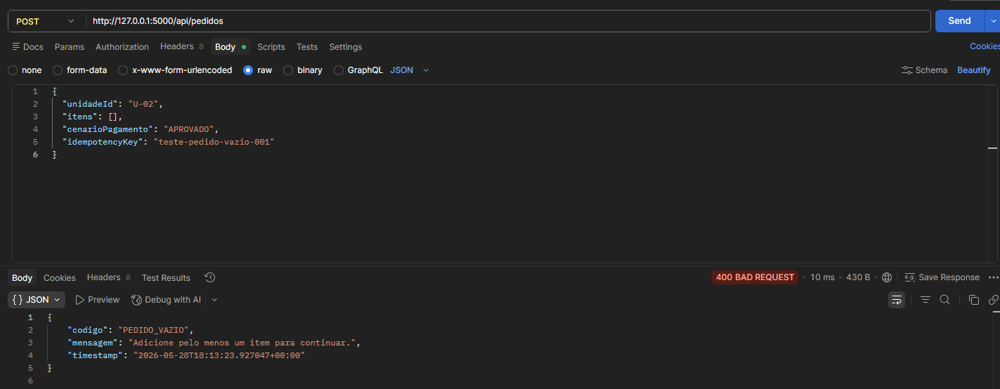 POST http://127.0.0.1:5000/api/pedidos Send
Docs Params Authorization Headers 8 Body Scripts Tests Settings Cookies
none form-data x-www-form-urlencoded raw binary GraphQL JSON Schema Beautify
1 {
2 "unidadeId": "U-02",
3 "itens": [],
4 "cenarioPagamento": "APROVADO",
5 "idempotencyKey": "teste-pedido-vazio-001"
6 }
Body Cookies Headers 8 Test Results 400 BAD REQUEST • 10 ms • 430 B • e.g. Save Response
{} JSON Preview Debug with AI
1 {
2 "codigo": "PEDIDO_VAZIO",
3 "mensagem": "Adicione pelo menos um item para continuar.",
4 "timestamp": "2026-05-28T18:13:23.927047+00:00"
5 }
6